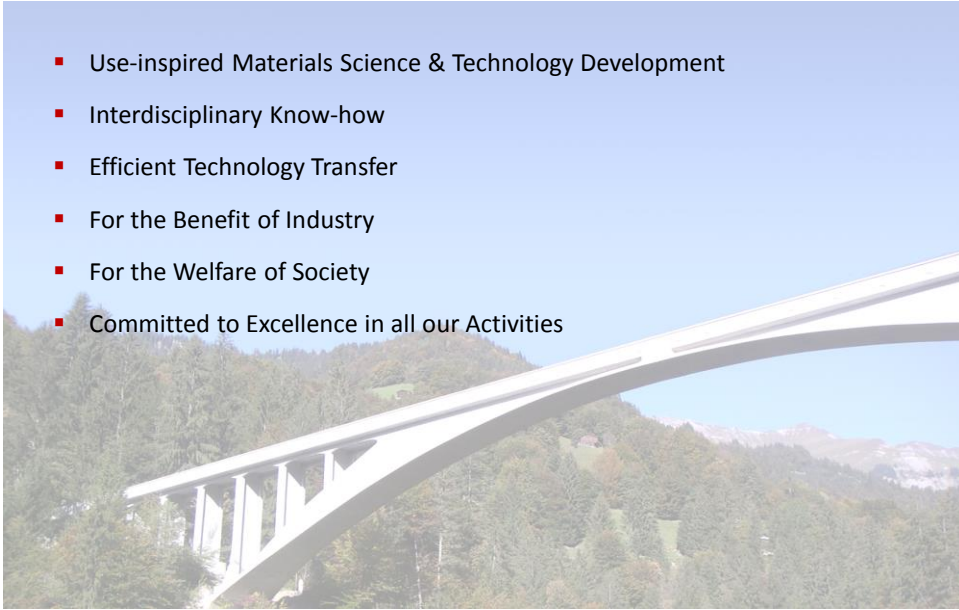 ▪ Use-inspired Materials Science & Technology Development
▪ Interdisciplinary Know-how
▪ Efficient Technology Transfer
▪ For the Benefit of Industry
▪ For the Welfare of Society
▪ Committed to Excellence in all our Activities